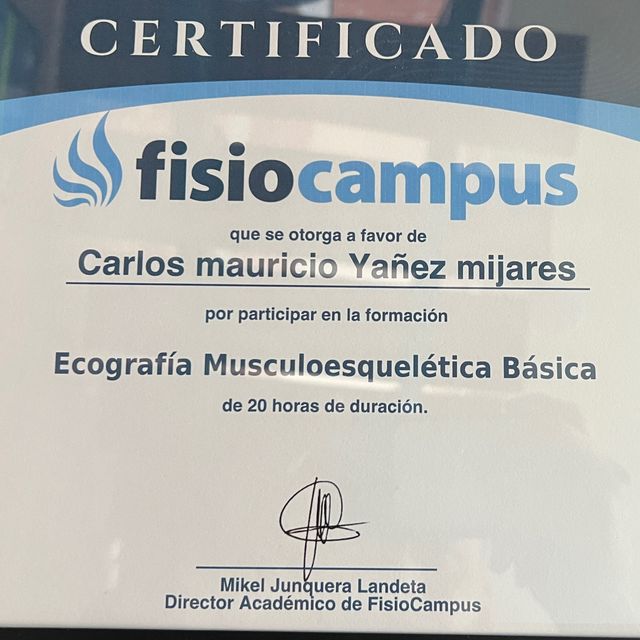 CERTIFICADO
fisiocampus
que se otorga a favor de
Carlos mauricio Yañez mijares
por participar en la formación
Ecografía Musculoesquelética Básica
de 20 horas de duración.
Mikel Junquera Landeta
Director Académico de FisioCampus